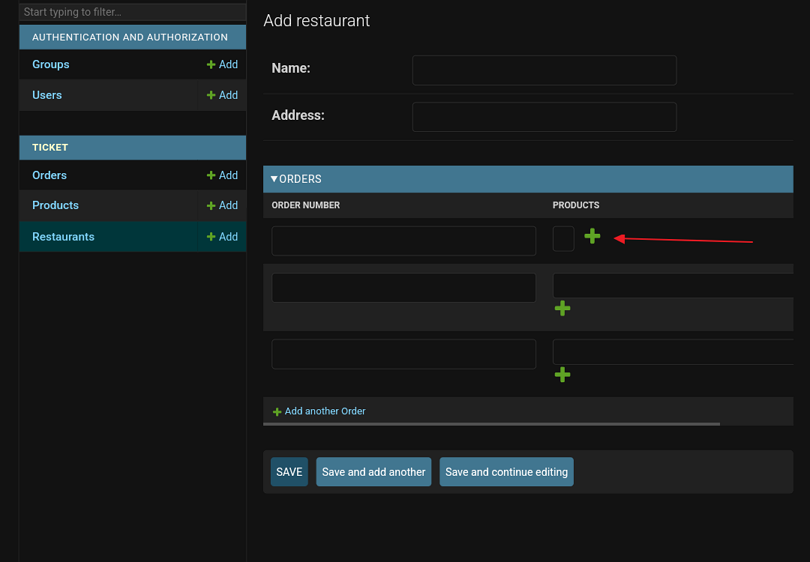 Start typing to filter...
Add restaurant
AUTHENTICATION AND AUTHORIZATION
Groups
Add
Users
Add
TICKET
Orders
Add
Products
Add
Restaurants
Add
Name:
Address:
ORDERS
ORDER NUMBER
PRODUCTS
Add another Order
SAVE
Save and add another
Save and continue editing